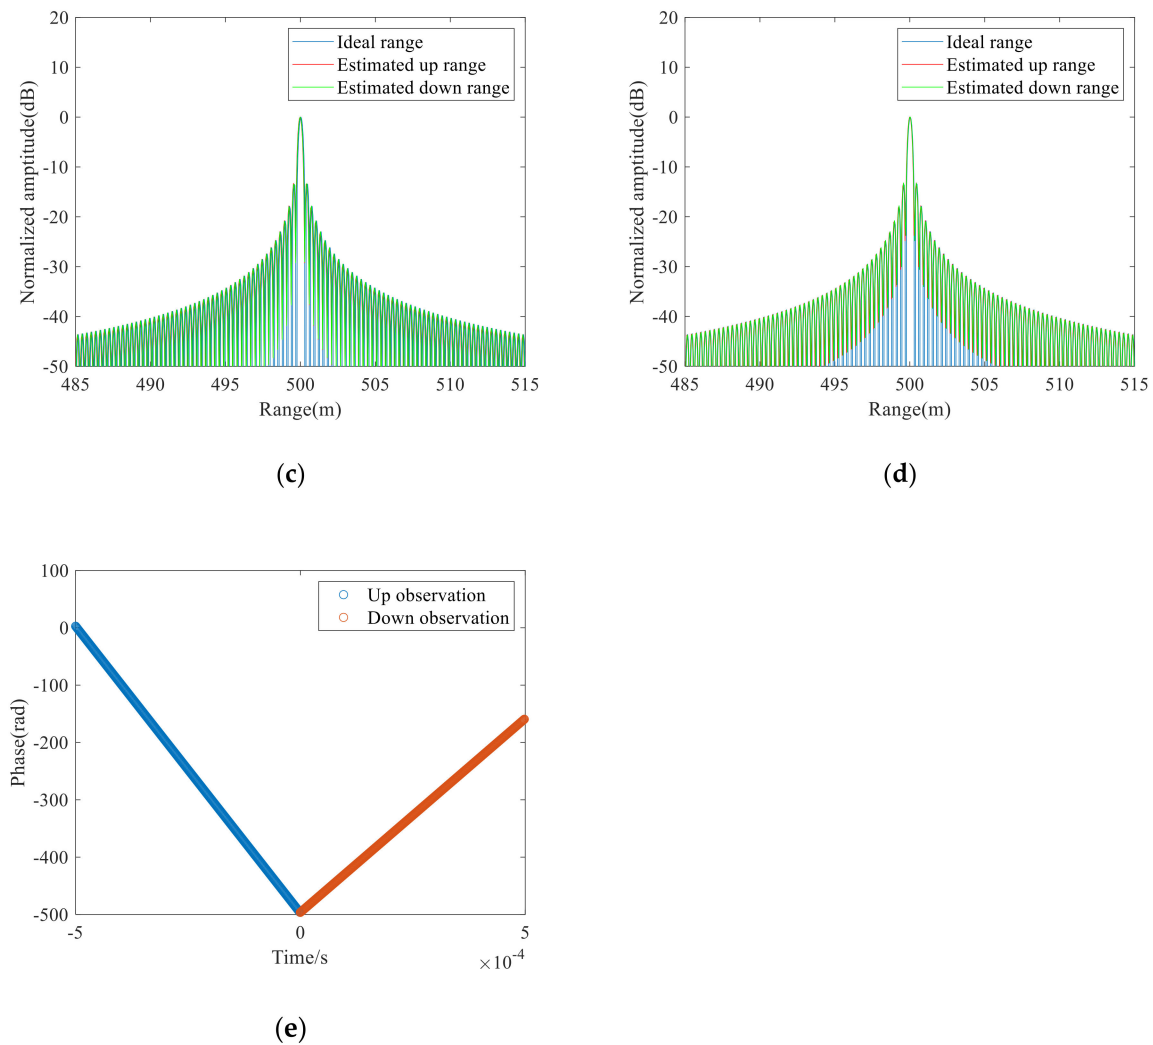 20
10
0
-10
-20
-30
-40
-50
Normalized amptitude(dB)
Ideal range
Estimated up range
Estimated down range
485 490 495 500 505 510 515
Range(m)
(c)
20
10
0
-10
-20
-30
-40
-50
Normalized amptitude(dB)
Ideal range
Estimated up range
Estimated down range
485 490 495 500 505 510 515
Range(m)
(d)
100
0
-100
-200
-300
-400
-500
Phase(rad)
Up observation
Down observation
-5 0 5
Time/s
×10^-4
(e)